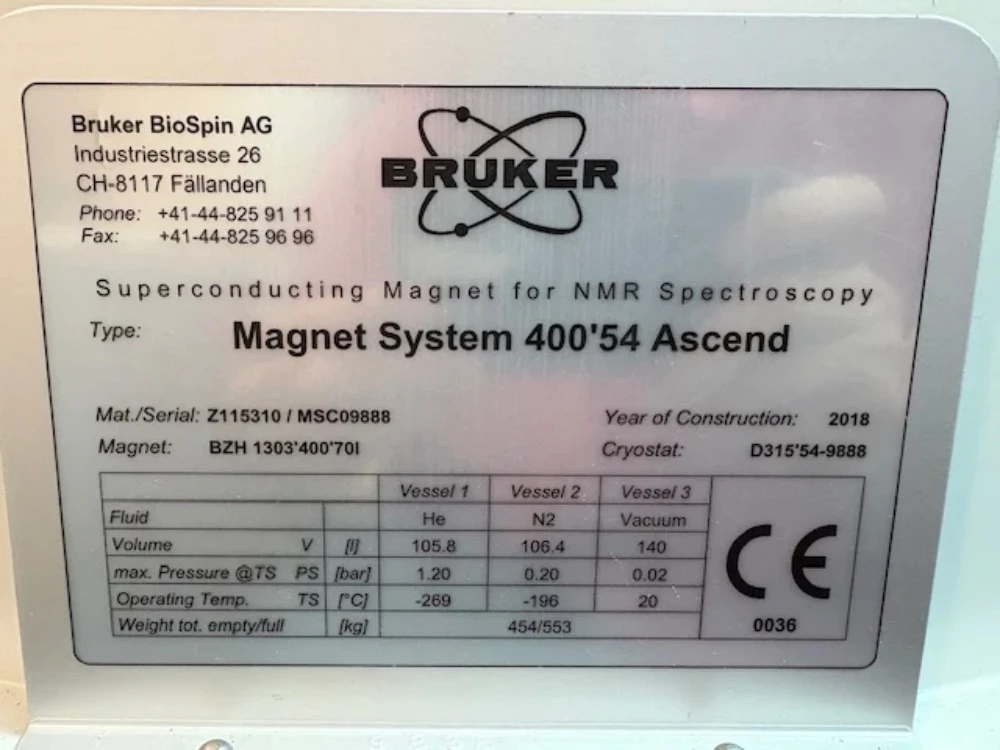 Bruker BioSpin AG
Industriestrasse 26
CH-8117 Fällanden
Phone: +41-44-825 91 11
Fax: +41-44-825 96 96
BRUKER
Superconducting Magnet for NMR Spectroscopy
Type: Magnet System 400'54 Ascend
Mat./Serial: Z115310 / MSC09888 Year of Construction: 2018
Magnet: BZH 1303'400'70I Cryostat: D315'54-9888
Vessel 1 Vessel 2 Vessel 3
Fluid He N2 Vacuum
Volume V [l] 105.8 106.4 140
max. Pressure @TS PS [bar] 1.20 0.20 0.02
Operating Temp. TS [°C] -269 -196 20
Weight tot. empty/full [kg] 454/553
CE
0036